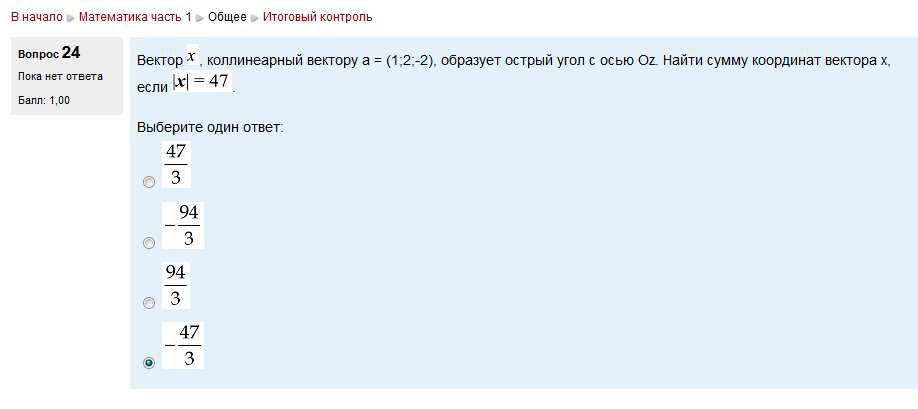 В начало ▶ Математика часть 1 ▶ Общее ▶ Итоговый контроль
Вопрос 24
Пока нет ответа
Балл: 1,00
Вектор x , коллинеарный вектору a = (1;2;-2), образует острый угол с осью Oz. Найти сумму координат вектора x,
если |x| = 47 .
Выберите один ответ:
47/3
-94/3
94/3
-47/3